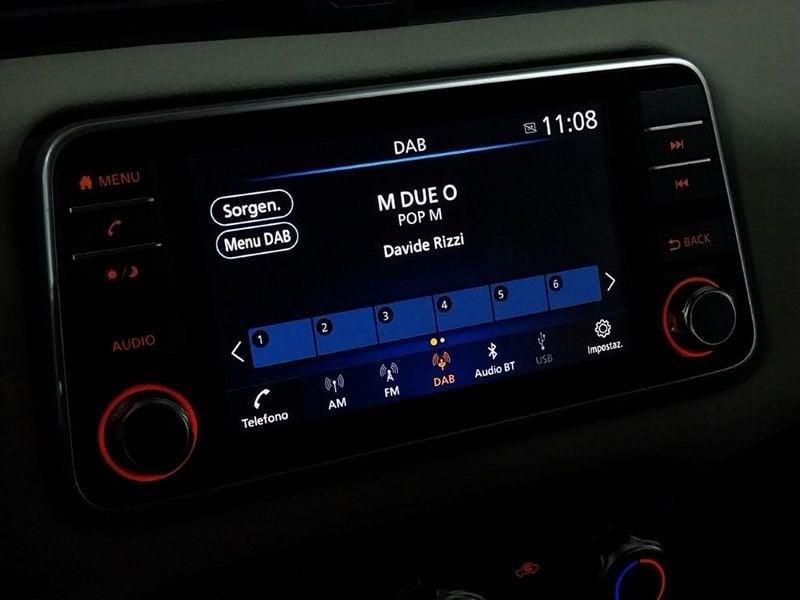 DAB
11:08
MENU
Sorgen.
M DUE O
POP M
Menu DAB
Davide Rizzi
BACK
AUDIO
1 2 3 4 5 6
Telefono AM FM DAB Audio BT USB Impostaz.